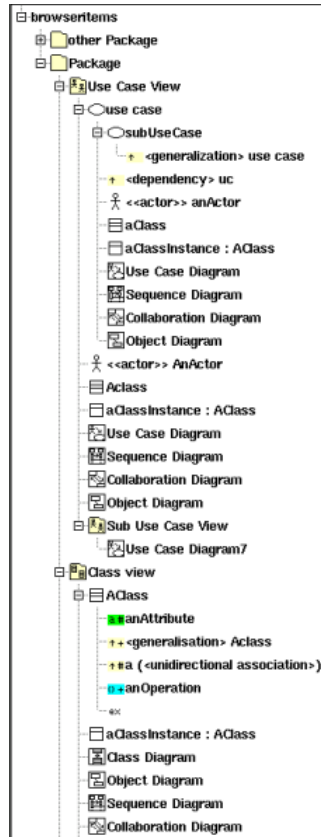 browseritems
other Package
Package
Use Case View
use case
subUseCase
<generalization> use case
<dependency> uc
<<actor>> anActor
aClass
aClassInstance : AClass
Use Case Diagram
Sequence Diagram
Collaboration Diagram
Object Diagram
<<actor>> AnActor
Aclass
aClassInstance : AClass
Use Case Diagram
Sequence Diagram
Collaboration Diagram
Object Diagram
Sub Use Case View
Use Case Diagram7
Class view
AClass
anAttribute
+<generalisation> Aclass
#a (<unidirectional association>)
+anOperation
aClassInstance : AClass
Class Diagram
Object Diagram
Sequence Diagram
Collaboration Diagram